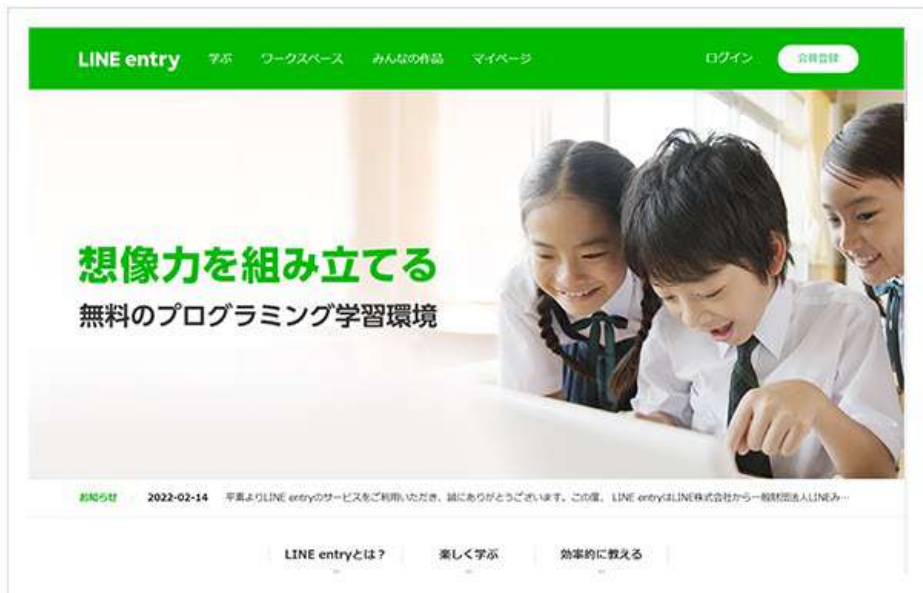 LINE entry 学ぶ ワークスペース みんなの作品 マイページ ログイン 会員登録
想像力を組み立てる
無料のプログラミング学習環境
お知らせ 2022-02-14 平素よりLINE entryのサービスをご利用いただき、誠にありがとうございます。この度、LINE entryはLINE株式会社から一般財団法人LINEみ…
LINE entryとは？ 楽しく学ぶ 効率的に教える